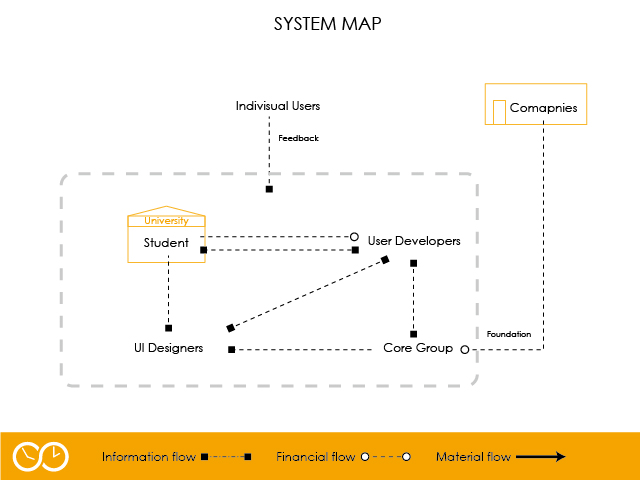 SYSTEM MAP
Indivisual Users
Comapnies
Feedback
University
Student
User Developers
Foundation
UI Designers
Core Group
Information flow
Financial flow
Material flow